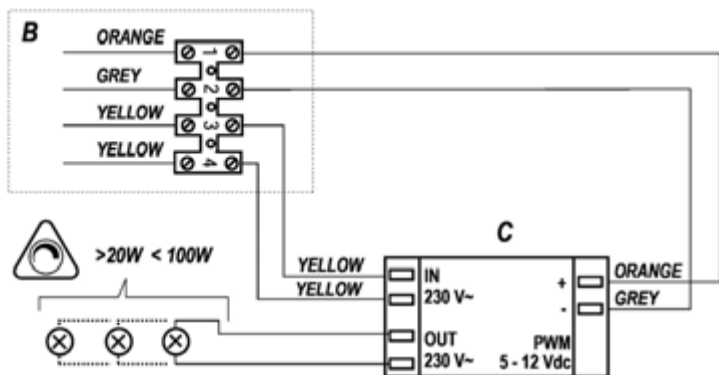 B
ORANGE
1
GREY
2
YELLOW
3
YELLOW
4
>20W < 100W
C
YELLOW
IN
+
ORANGE
YELLOW
230 V~
-
GREY
OUT
PWM
230 V~
5 - 12 Vdc